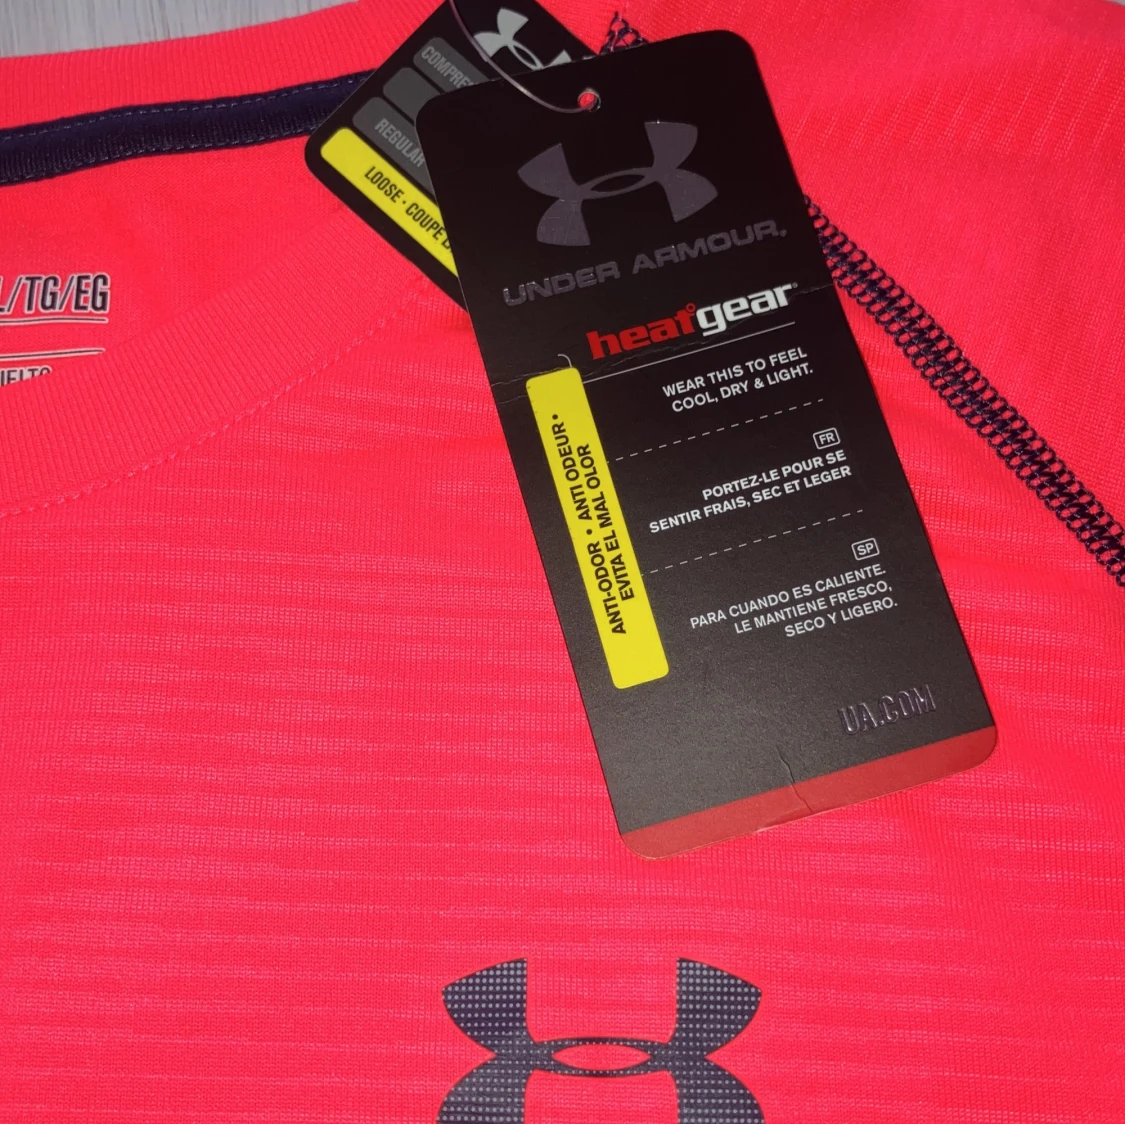 REGULAR
LOOSE · COUPE
L/TG/EG
UNDER ARMOUR.
heatgear
WEAR THIS TO FEEL
COOL, DRY & LIGHT.
FR
PORTEZ-LE POUR SE
SENTIR FRAIS, SEC ET LEGER
SP
PARA CUANDO ES CALIENTE.
LE MANTIENE FRESCO,
SECO Y LIGERO.
ANTI-ODOR • ANTI ODEUR •
EVITA EL MAL OLOR
UA.COM